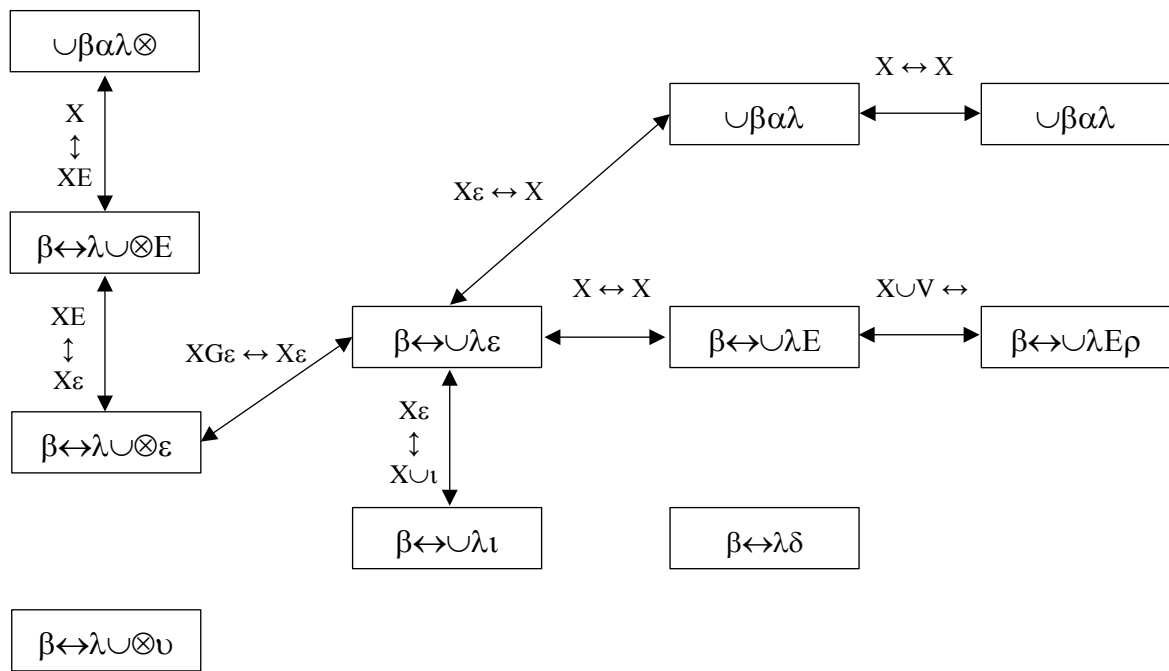 ∪βαλ⊗
X
↕
XE
β↔λ∪⊗E
XE
↕
Xε
β↔λ∪⊗ε
XGε ↔ Xε
β↔∪λε
Xε ↔ X
∪βαλ
X ↔ X
∪βαλ
X ↔ X
β↔∪λE
X∪V ↔
β↔∪λEρ
Xε
↕
X∪ι
β↔∪λι
β↔λδ
β↔λ∪⊗υ